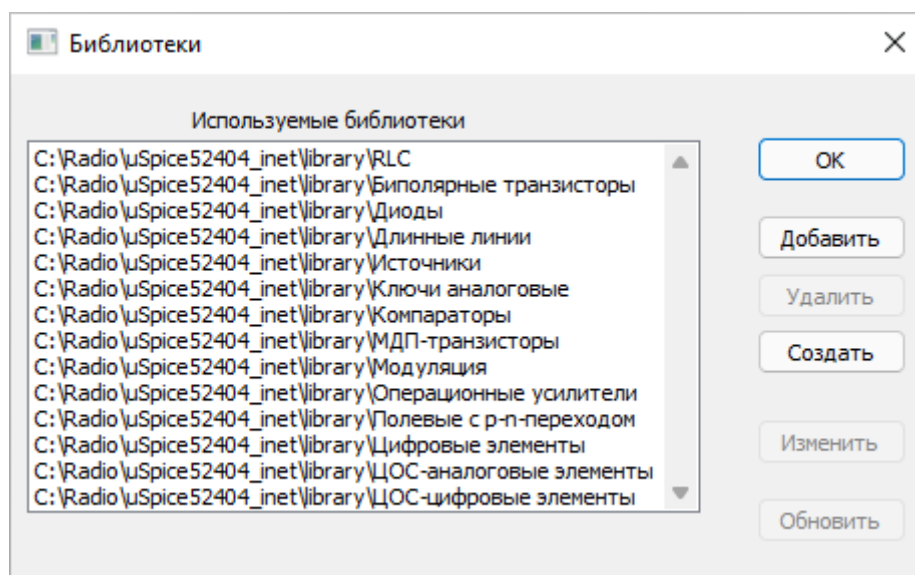 Библиотеки
Используемые библиотеки
C:\Radio\uSpice52404_inet\library\RLC
C:\Radio\uSpice52404_inet\library\Биполярные транзисторы
C:\Radio\uSpice52404_inet\library\Диоды
C:\Radio\uSpice52404_inet\library\Длинные линии
C:\Radio\uSpice52404_inet\library\Источники
C:\Radio\uSpice52404_inet\library\Ключи аналоговые
C:\Radio\uSpice52404_inet\library\Компараторы
C:\Radio\uSpice52404_inet\library\МДП-транзисторы
C:\Radio\uSpice52404_inet\library\Модуляция
C:\Radio\uSpice52404_inet\library\Операционные усилители
C:\Radio\uSpice52404_inet\library\Полевые с p-n-переходом
C:\Radio\uSpice52404_inet\library\Цифровые элементы
C:\Radio\uSpice52404_inet\library\ЦОС-аналоговые элементы
C:\Radio\uSpice52404_inet\library\ЦОС-цифровые элементы
OK
Добавить
Удалить
Создать
Изменить
Обновить